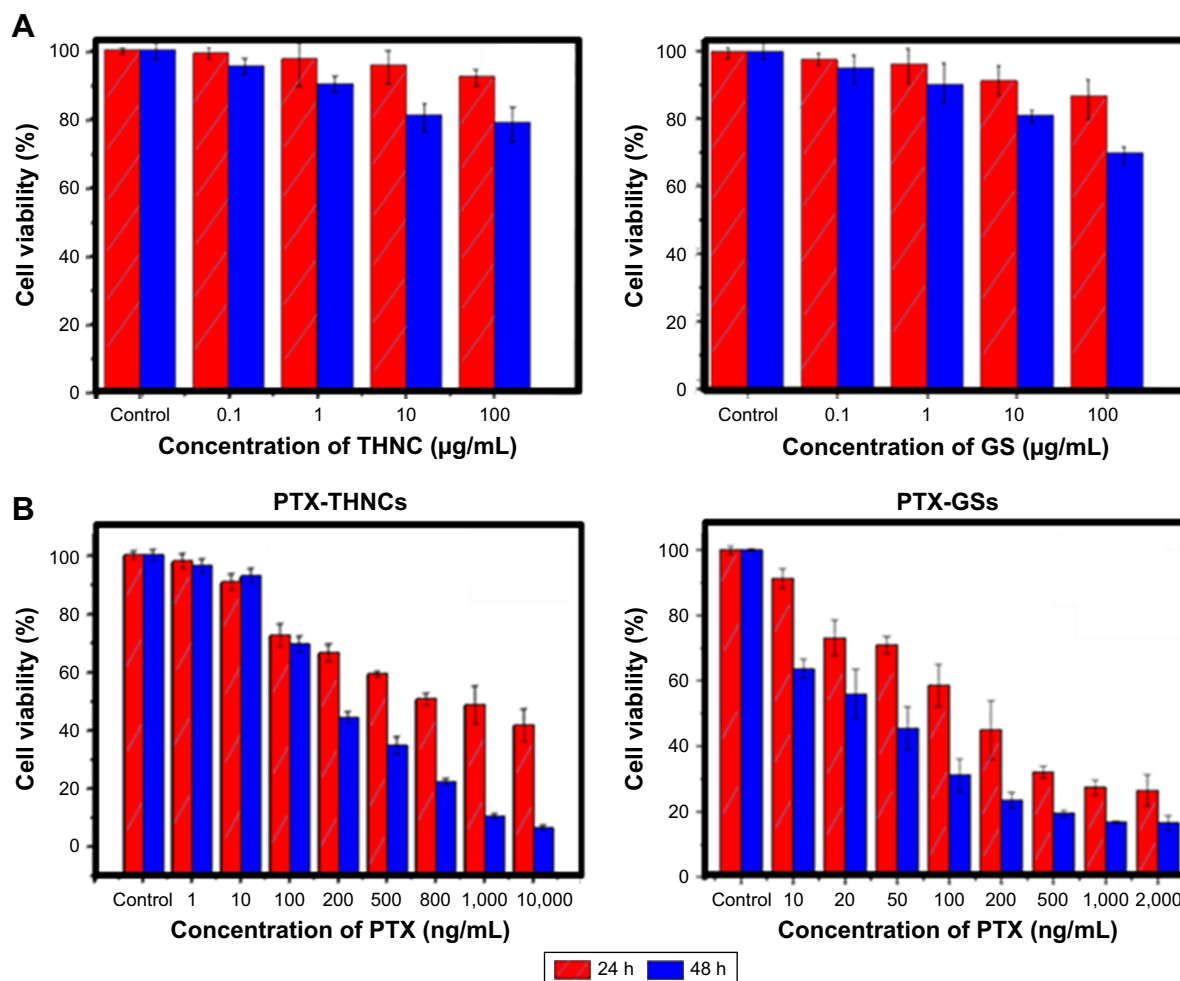 A
100
80
60
40
20
0
Cell viability (%)
Control 0.1 1 10 100
Concentration of THNC (µg/mL)
100
80
60
40
20
0
Cell viability (%)
Control 0.1 1 10 100
Concentration of GS (µg/mL)
B
PTX-THNCs
100
80
60
40
20
0
Cell viability (%)
Control 1 10 100 200 500 800 1,000 10,000
Concentration of PTX (ng/mL)
PTX-GSs
100
80
60
40
20
0
Cell viability (%)
Control 10 20 50 100 200 500 1,000 2,000
Concentration of PTX (ng/mL)
24 h 48 h